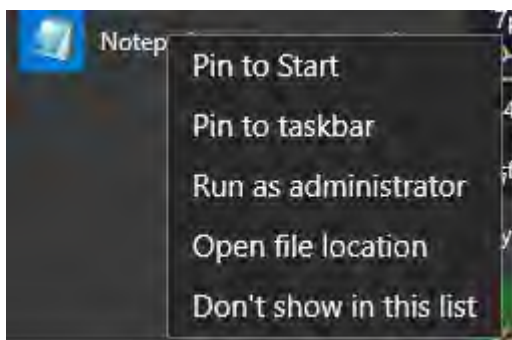 Notep
Pin to Start
Pin to taskbar
Run as administrator
Open file location
Don't show in this list